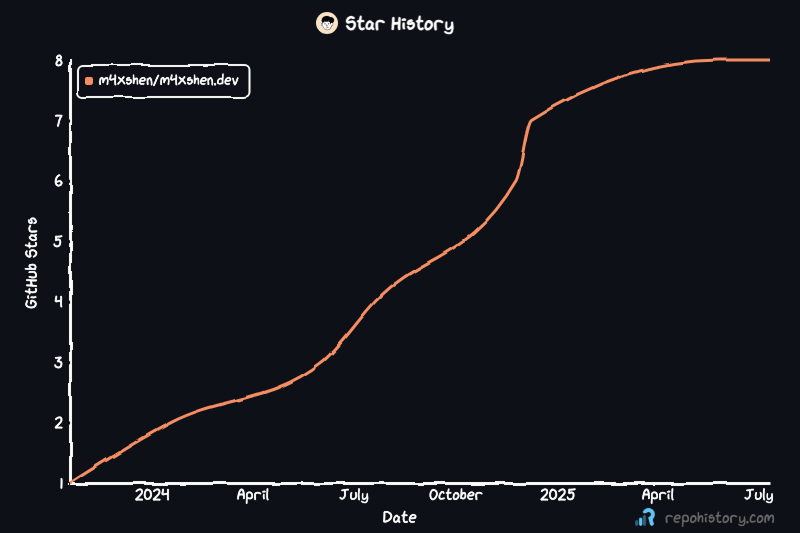 Star History
m4xshen/m4xshen.dev
8
7
6
5
4
3
2
1
GitHub Stars
2024 April July October 2025 April July
Date
repohistory.com